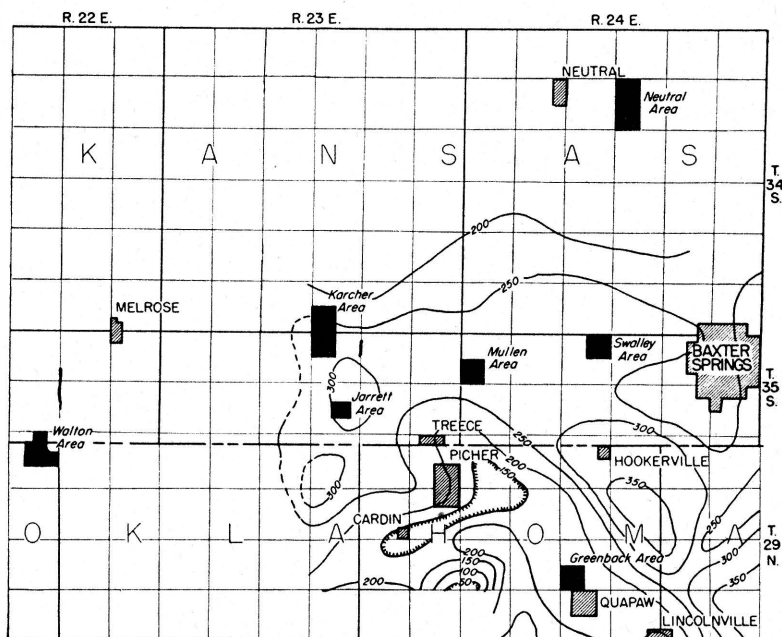 R. 22 E. R. 23 E. R. 24 E.
NEUTRAL
Neutral
Area
K A N S A S
T.
34
S.
200
250
Karcher
Area
MELROSE
Swalley
Area
BAXTER
SPRINGS
Mullen
Area
300
T.
35
S.
Jarrett Area
Walton
Area
TREECE
250
300
PICHER
200
150
HOOKERVILLE
350
300
CARDIN
250
O K L A H O M A
T.
29
N.
200
150
100
50
200
Greenback Area
300
350
QUAPAW
LINCOLNVILLE